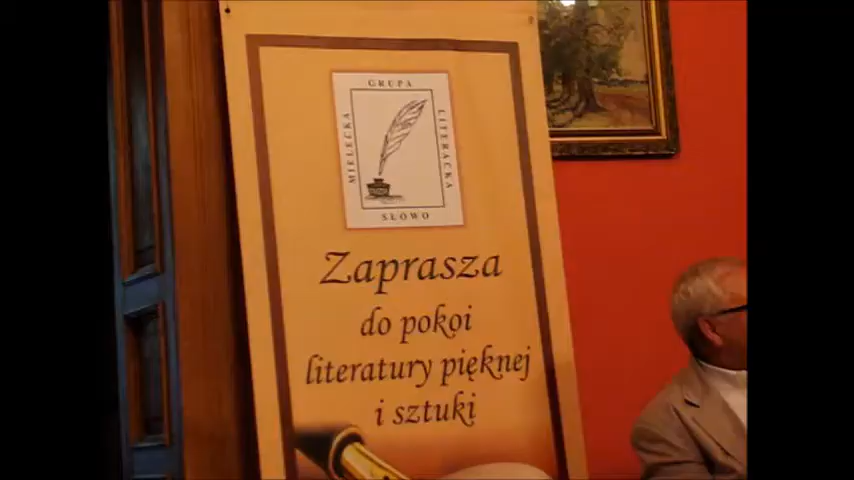 GRUPA
MIELECKA
LITERACKA
SŁOWO
Zaprasza
do pokoi
literatury pięknej
i sztuki